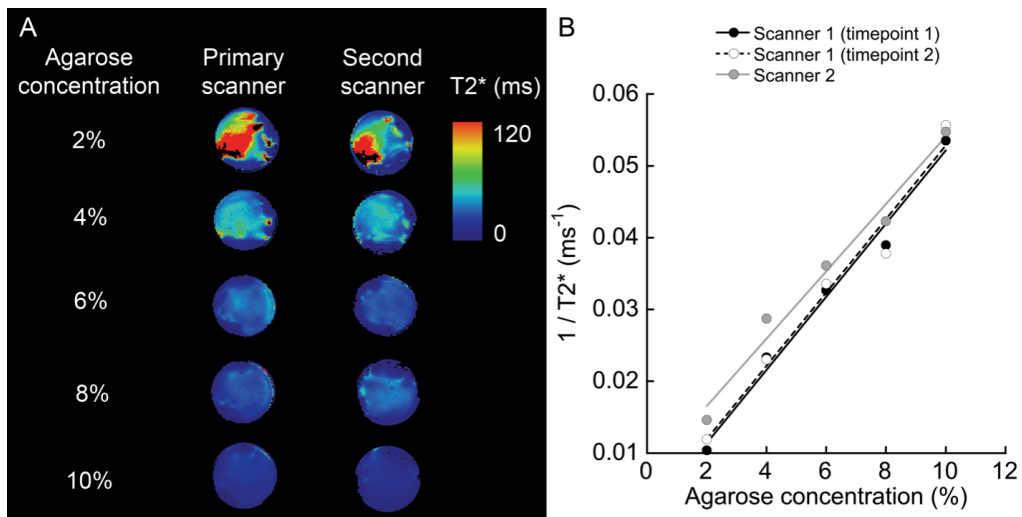 A
Agarose
concentration
Primary
scanner
Second
scanner
T2* (ms)
120
0
2%
4%
6%
8%
10%
B
Scanner 1 (timepoint 1)
Scanner 1 (timepoint 2)
Scanner 2
1 / T2* (ms⁻¹)
0.06
0.05
0.04
0.03
0.02
0.01
0 2 4 6 8 10 12
Agarose concentration (%)